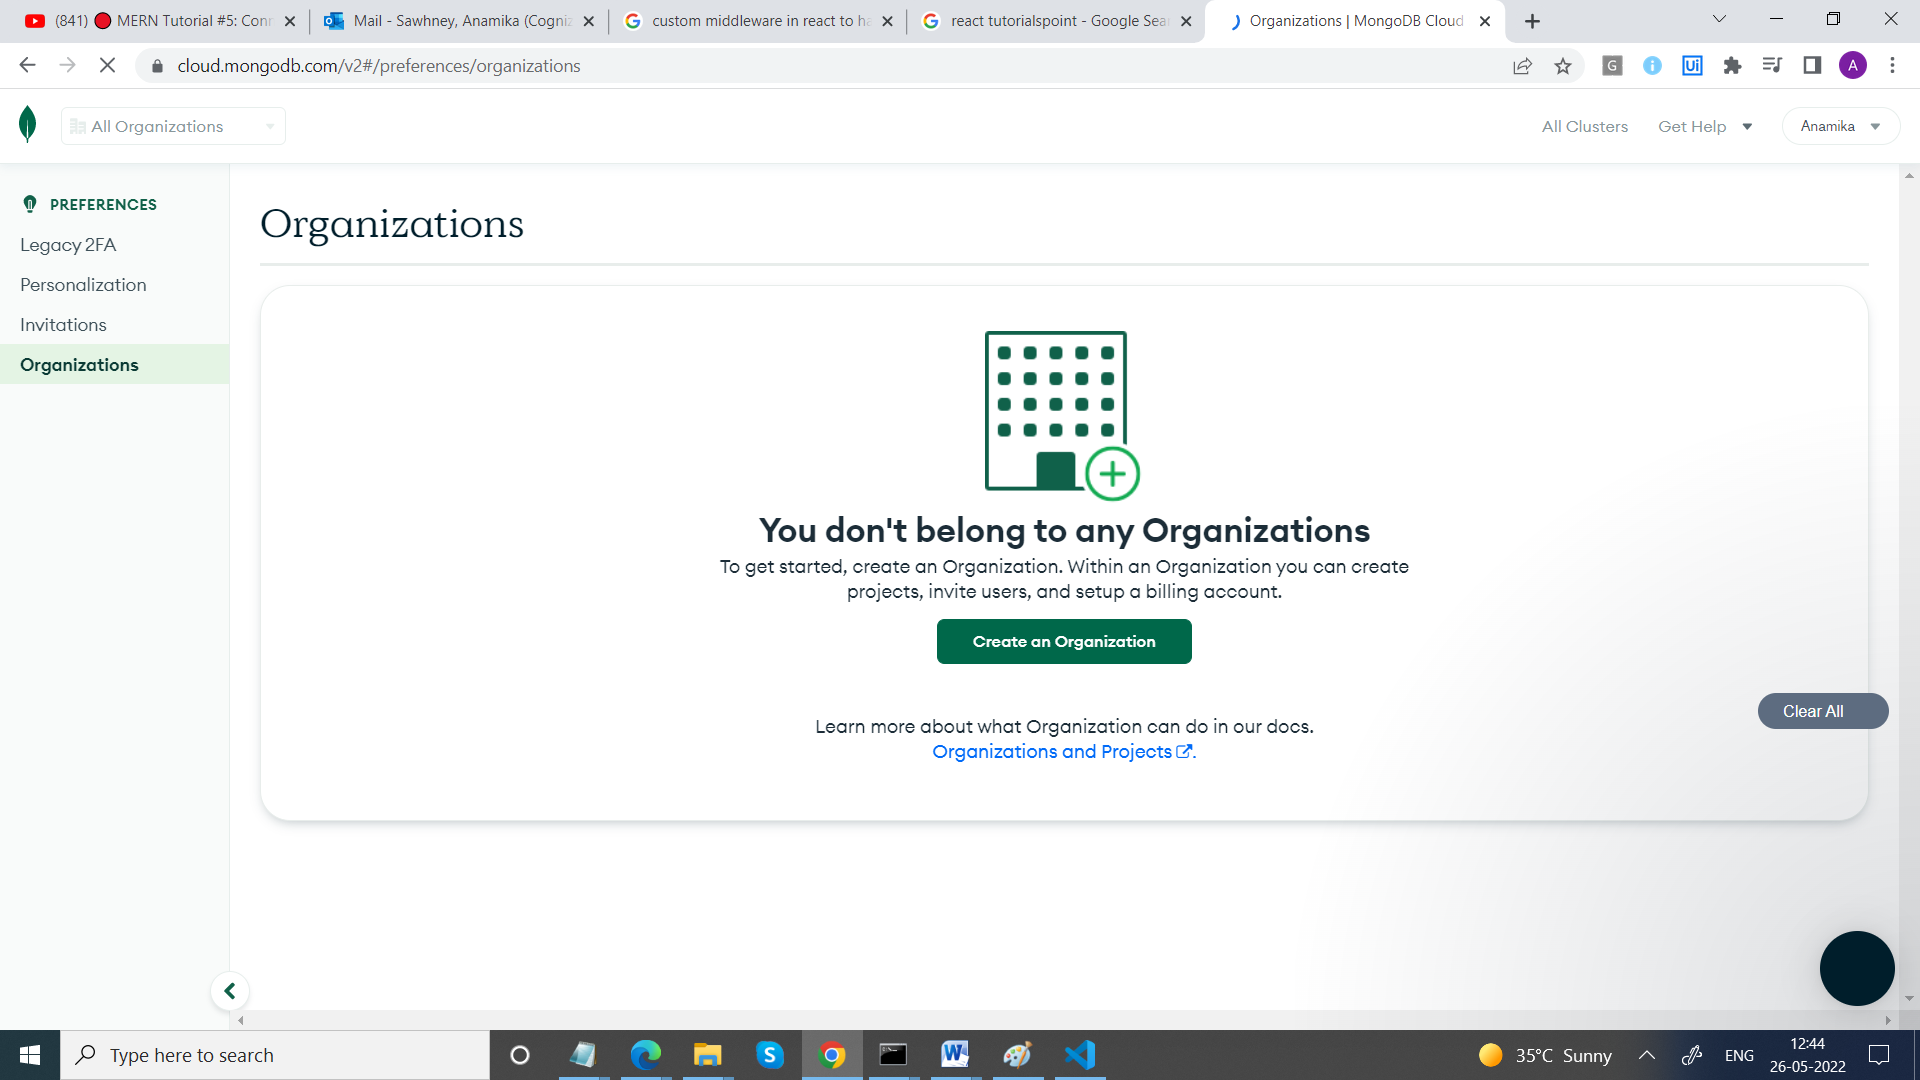 (841) 🔴 MERN Tutorial #5: Conn
Mail - Sawhney, Anamika (Cogniz
custom middleware in react to ha
react tutorialspoint - Google Sea
Organizations | MongoDB Cloud
cloud.mongodb.com/v2#/preferences/organizations
G
Ui
A
All Organizations
All Clusters
Get Help
Anamika
PREFERENCES
Legacy 2FA
Personalization
Invitations
Organizations
Organizations
You don't belong to any Organizations
To get started, create an Organization. Within an Organization you can create
projects, invite users, and setup a billing account.
Create an Organization
Clear All
Learn more about what Organization can do in our docs.
Organizations and Projects.
Type here to search
35°C Sunny
ENG
12:44
26-05-2022